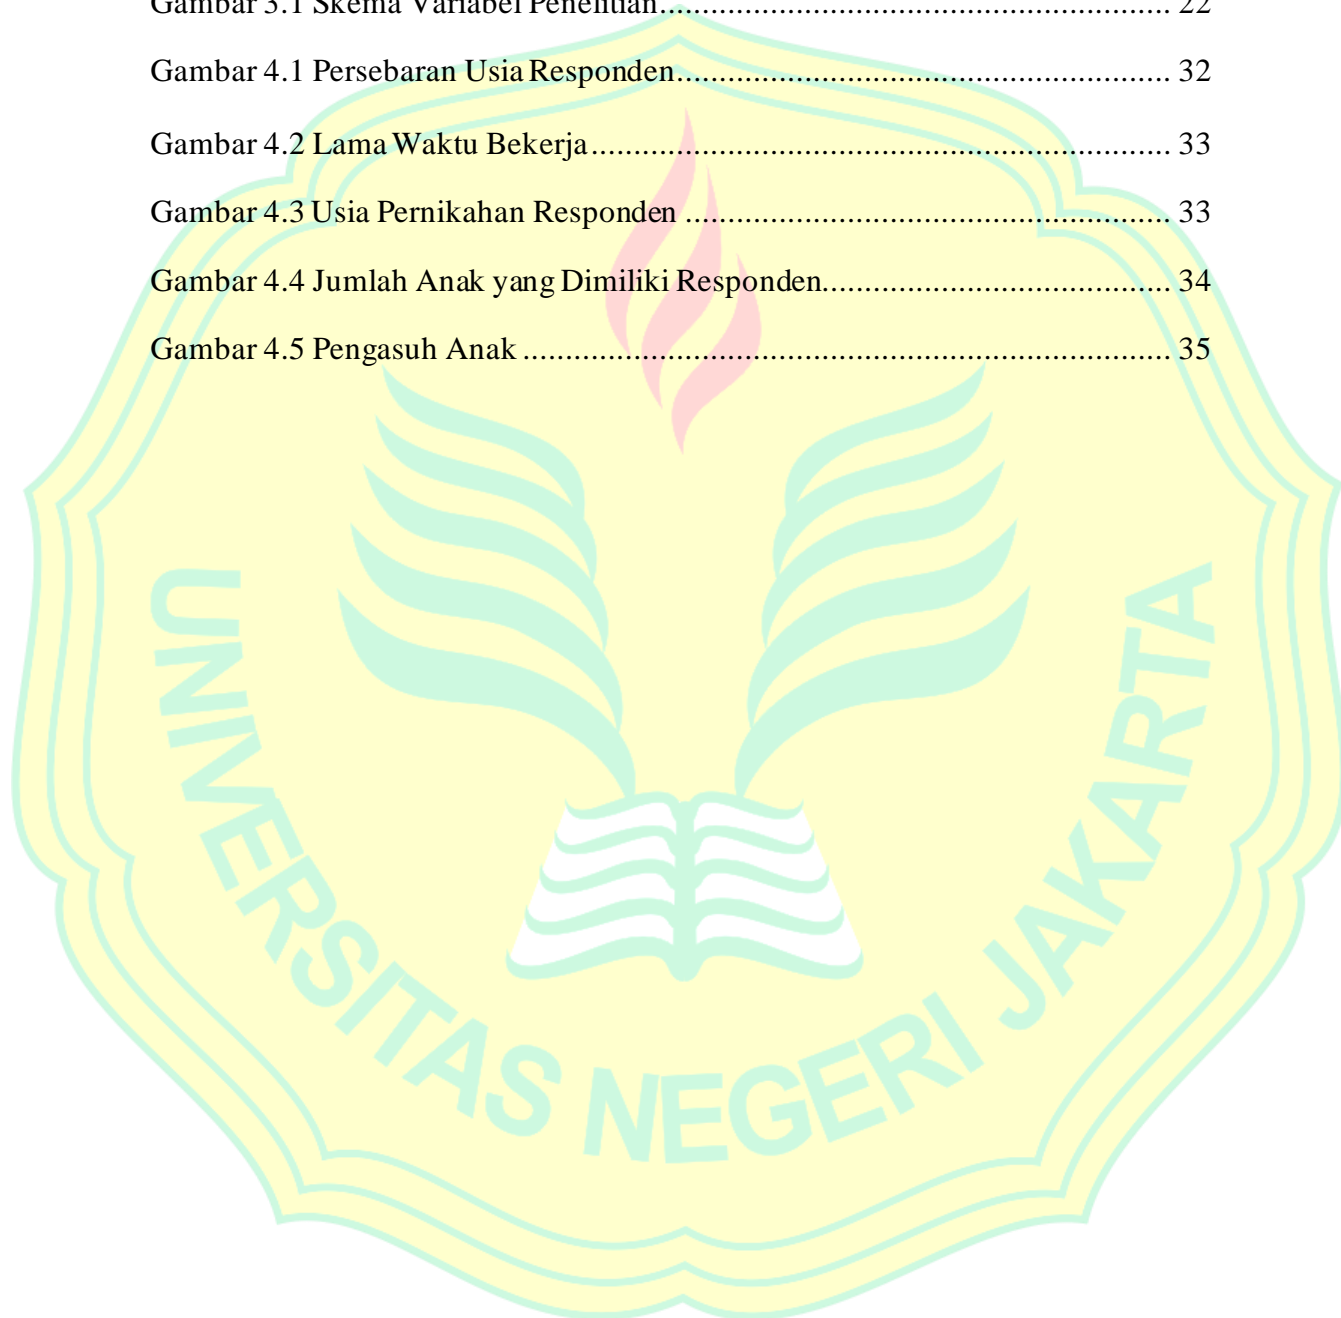 Gambar 3.1 Skema Variabel Penelitian............................................................. 22
Gambar 4.1 Persebaran Usia Responden........................................................... 32
Gambar 4.2 Lama Waktu Bekerja..................................................................... 33
Gambar 4.3 Usia Pernikahan Responden .......................................................... 33
Gambar 4.4 Jumlah Anak yang Dimiliki Responden......................................... 34
Gambar 4.5 Pengasuh Anak ............................................................................. 35
UNIVERSITAS NEGERI JAKARTA